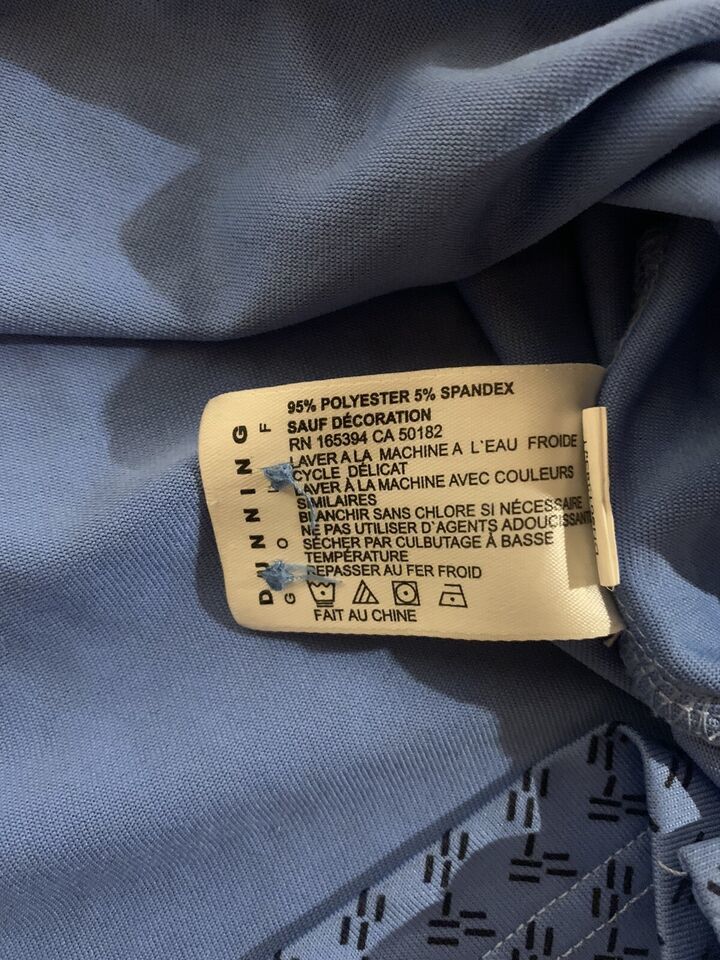 DUNNING
GOLF
95% POLYESTER 5% SPANDEX
SAUF DÉCORATION
RN 165394 CA 50182
LAVER A LA MACHINE A L`EAU FROIDE
CYCLE DÉLICAT
LAVER À LA MACHINE AVEC COULEURS
SIMILAIRES
BLANCHIR SANS CHLORE SI NÉCESSAIRE
NE PAS UTILISER D`AGENTS ADOUCISSANT
SÉCHER PAR CULBUTAGE À BASSE
TEMPÉRATURE
REPASSER AU FER FROID
FAIT AU CHINE